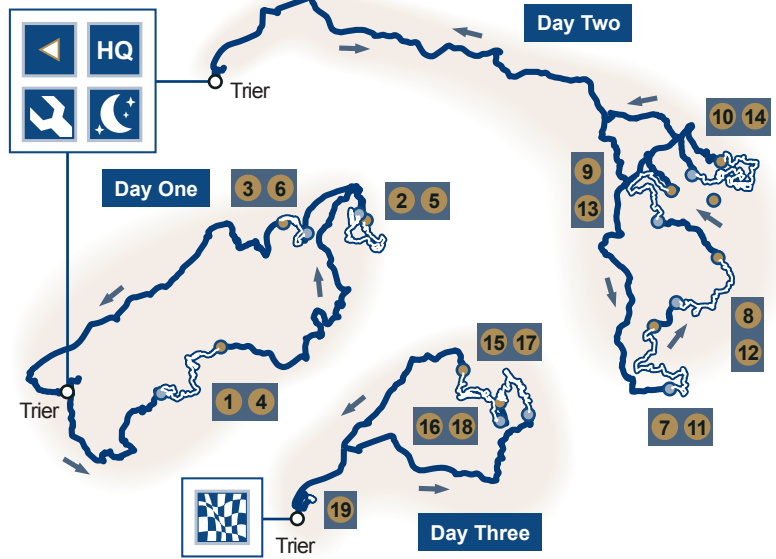 Day Two
HQ
Trier
10 14
9
13
Day One
3 6
2 5
8
12
15 17
Trier
1 4
16 18
7 11
19
Trier
Day Three